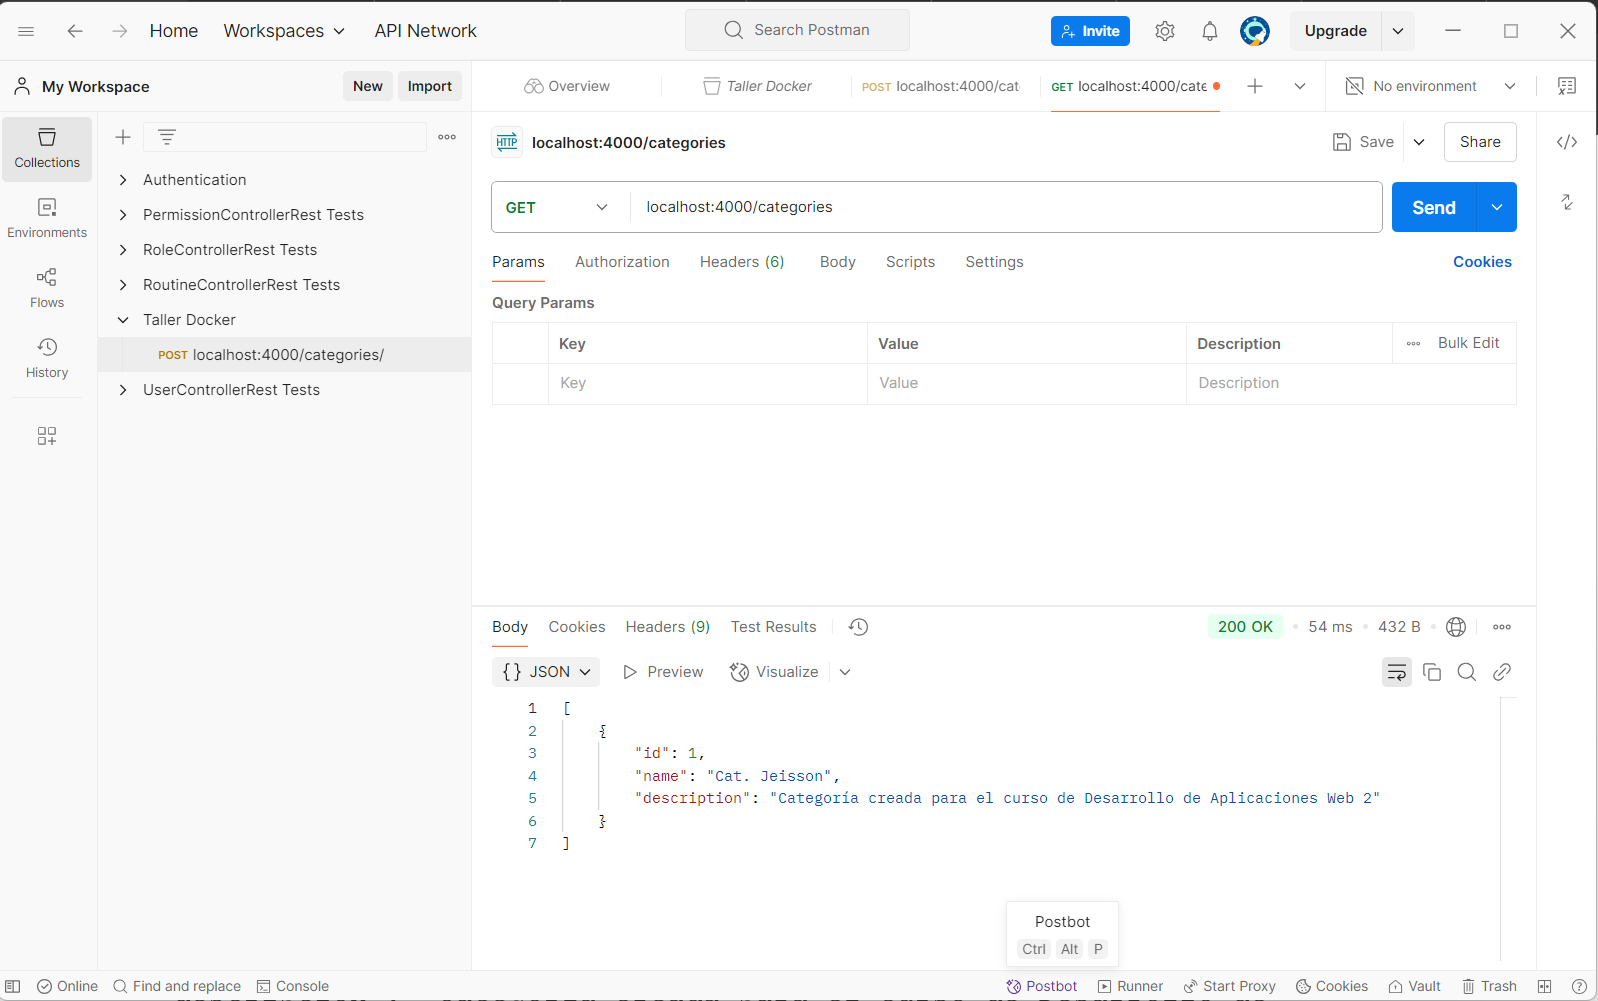 Home Workspaces API Network Search Postman Invite Upgrade
My Workspace New Import Overview Taller Docker POST localhost:4000/cat GET localhost:4000/cate No environment
Collections
Environments
Flows
History
Authentication
PermissionControllerRest Tests
RoleControllerRest Tests
RoutineControllerRest Tests
Taller Docker
POST localhost:4000/categories/
UserControllerRest Tests
HTTP localhost:4000/categories Save Share
GET localhost:4000/categories Send
Params Authorization Headers (6) Body Scripts Settings Cookies
Query Params
Key Value Description Bulk Edit
Key Value Description
Body Cookies Headers (9) Test Results 200 OK 54 ms 432 B
{} JSON Preview Visualize
1 [
2 {
3 "id": 1,
4 "name": "Cat. Jeisson",
5 "description": "Categoría creada para el curso de Desarrollo de Aplicaciones Web 2"
6 }
7 ]
Postbot
Ctrl Alt P
Online Find and replace Console Postbot Runner Start Proxy Cookies Vault Trash